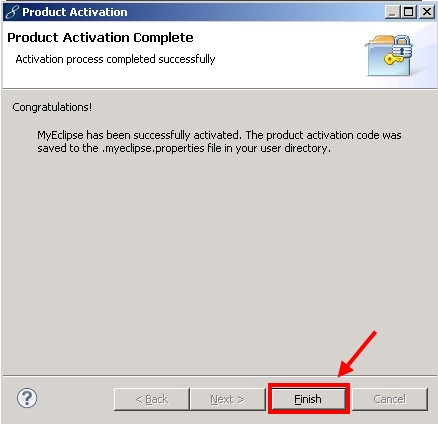 Product Activation
Product Activation Complete
Activation process completed successfully
Congratulations!
MyEclipse has been successfully activated. The product activation code was
saved to the .myeclipse.properties file in your user directory.
?
< Back Next > Finish Cancel